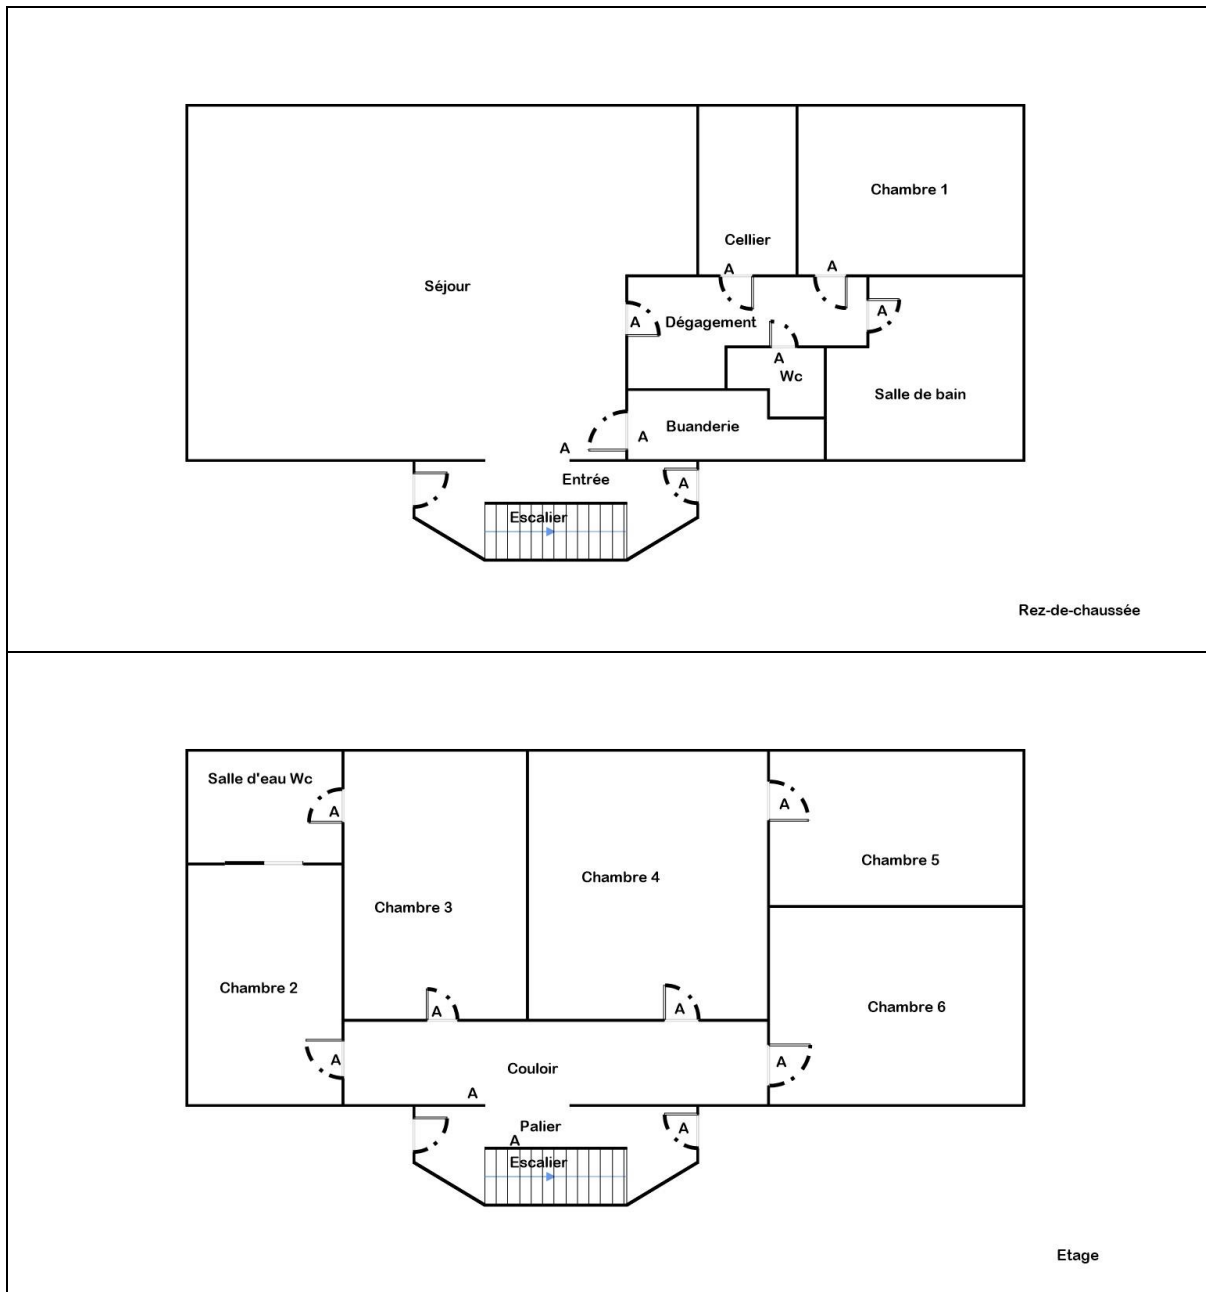 Chambre 1
Cellier
A
A
Séjour
A
Dégagement
A
A
Wc
Salle de bain
Buanderie
A
A
Entrée
A
Escalier
Rez-de-chaussée
Salle d'eau Wc
A
A
Chambre 5
Chambre 4
Chambre 3
Chambre 2
Chambre 6
A
A
A
A
Couloir
A
Palier
A
A
Escalier
Etage